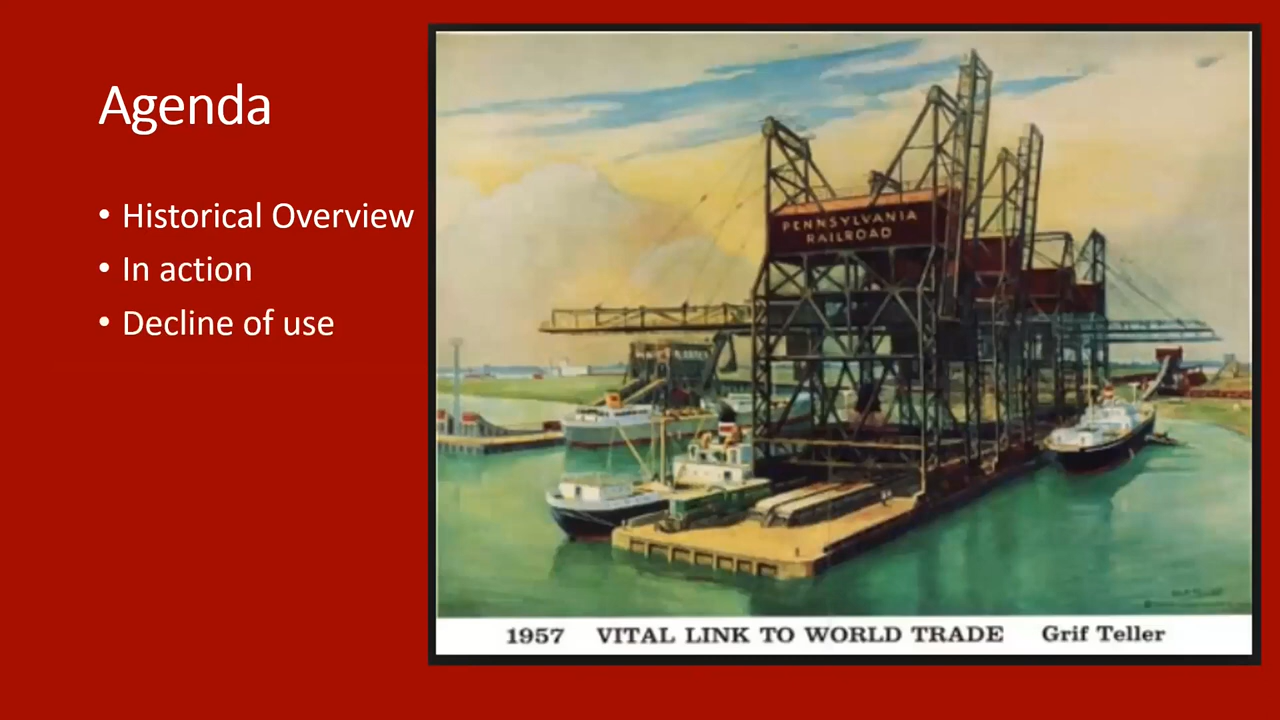 Agenda
• Historical Overview
• In action
• Decline of use
PENNSYLVANIA
RAILROAD
1957 VITAL LINK TO WORLD TRADE Grif Teller